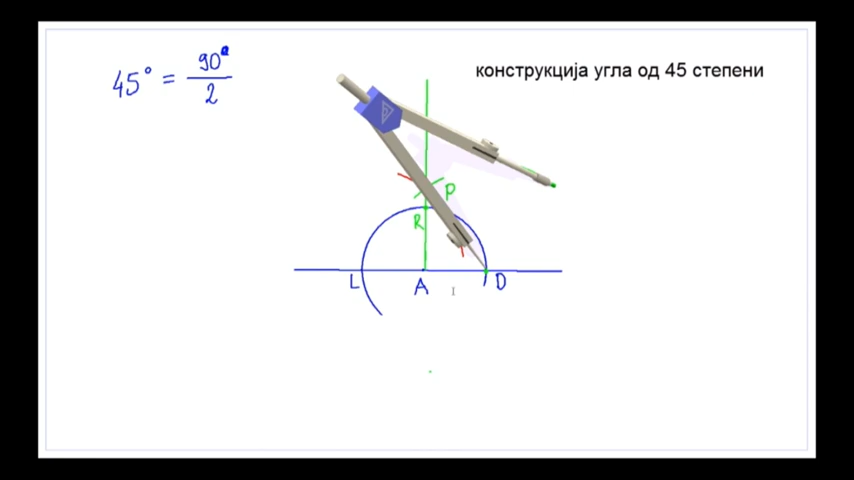 45° = 90°/2
конструкција угла од 45 степени
P
R
L A D